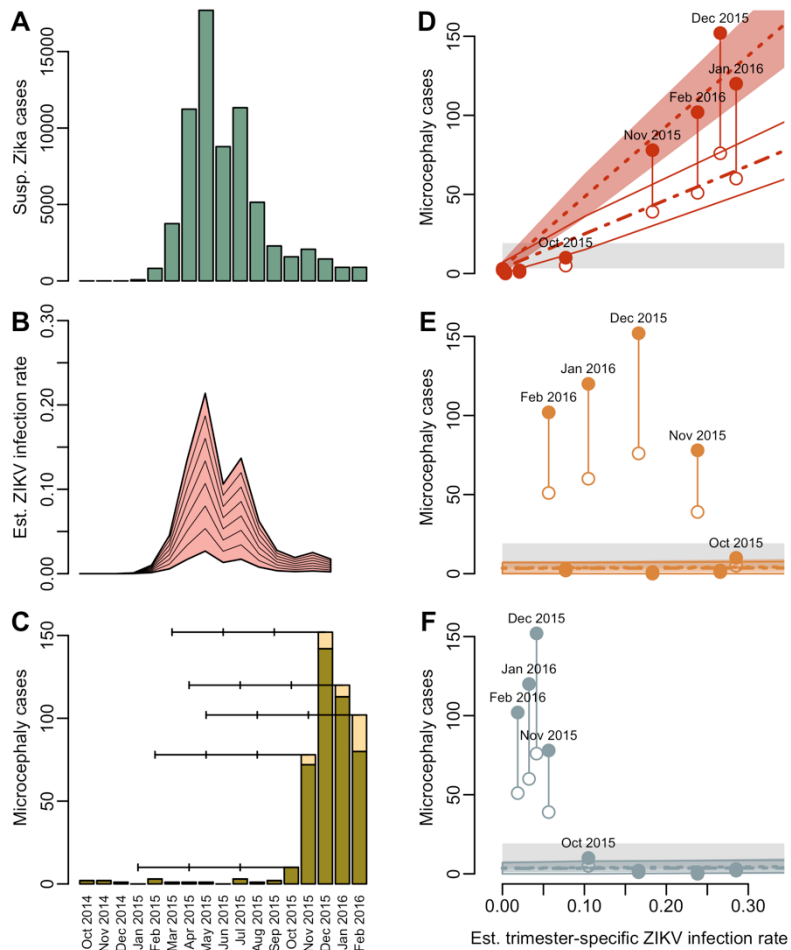 A
Susp. Zika cases
15000
10000
5000
0
B
Est. ZIKV infection rate
0.30
0.20
0.10
0.00
C
Microcephaly cases
150
100
50
0
Oct 2014
Nov 2014
Dec 2014
Jan 2015
Feb 2015
Mar 2015
Apr 2015
May 2015
Jun 2015
Jul 2015
Aug 2015
Sep 2015
Oct 2015
Nov 2015
Dec 2015
Jan 2016
Feb 2016
D
Microcephaly cases
150
100
50
0
Dec 2015
Jan 2016
Feb 2016
Nov 2015
Oct 2015
E
Microcephaly cases
150
100
50
0
Dec 2015
Jan 2016
Feb 2016
Nov 2015
Oct 2015
F
Microcephaly cases
150
100
50
0
Dec 2015
Jan 2016
Feb 2016
Nov 2015
Oct 2015
0.00 0.10 0.20 0.30
Est. trimester-specific ZIKV infection rate